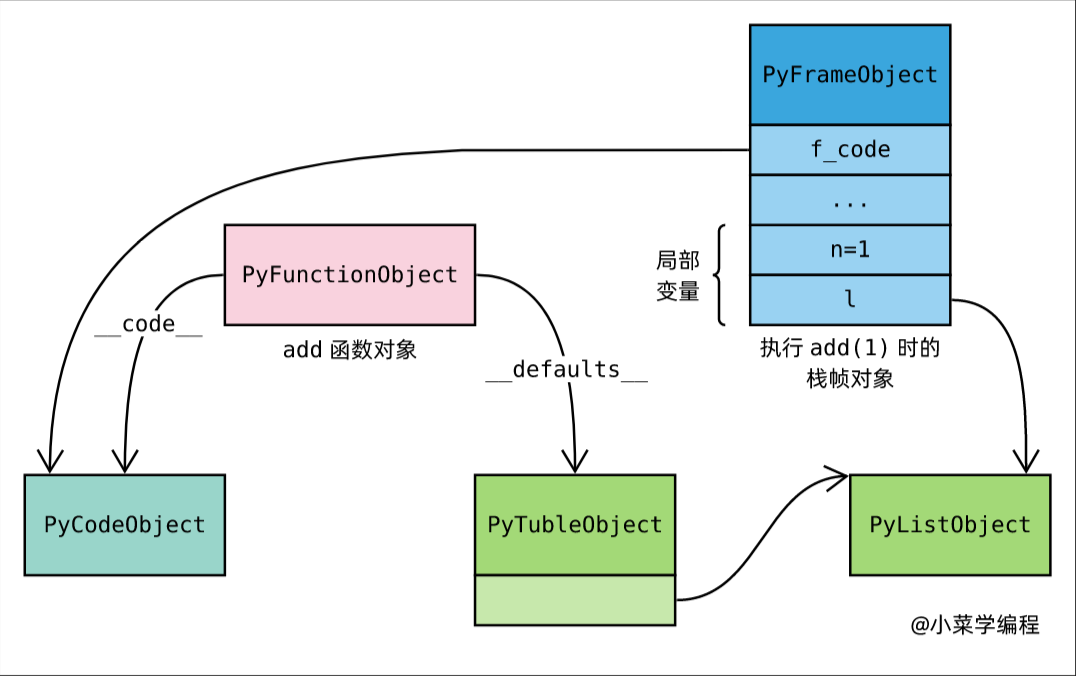 PyFrameObject
f_code
...
n=1
l
局部
变量
执行 add(1) 时的
栈帧对象
PyFunctionObject
add 函数对象
__code__
__defaults__
PyCodeObject
PyTubleObject
PyListObject
@小菜学编程